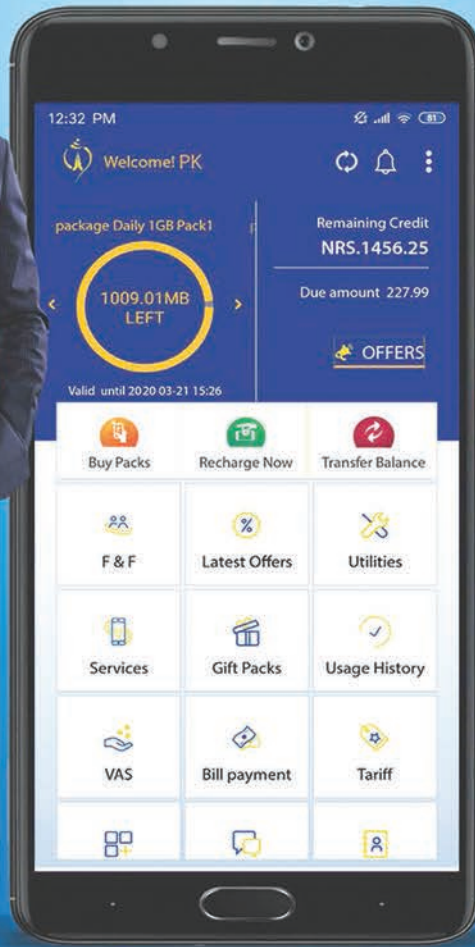 12:32 PM
81
Welcome! PK
package Daily 1GB Pack1
1009.01MB
LEFT
Valid until 2020-03-21 15:26
Remaining Credit
NRS.1456.25
Due amount 227.99
OFFERS
Buy Packs
Recharge Now
Transfer Balance
F & F
Latest Offers
Utilities
Services
Gift Packs
Usage History
VAS
Bill payment
Tariff